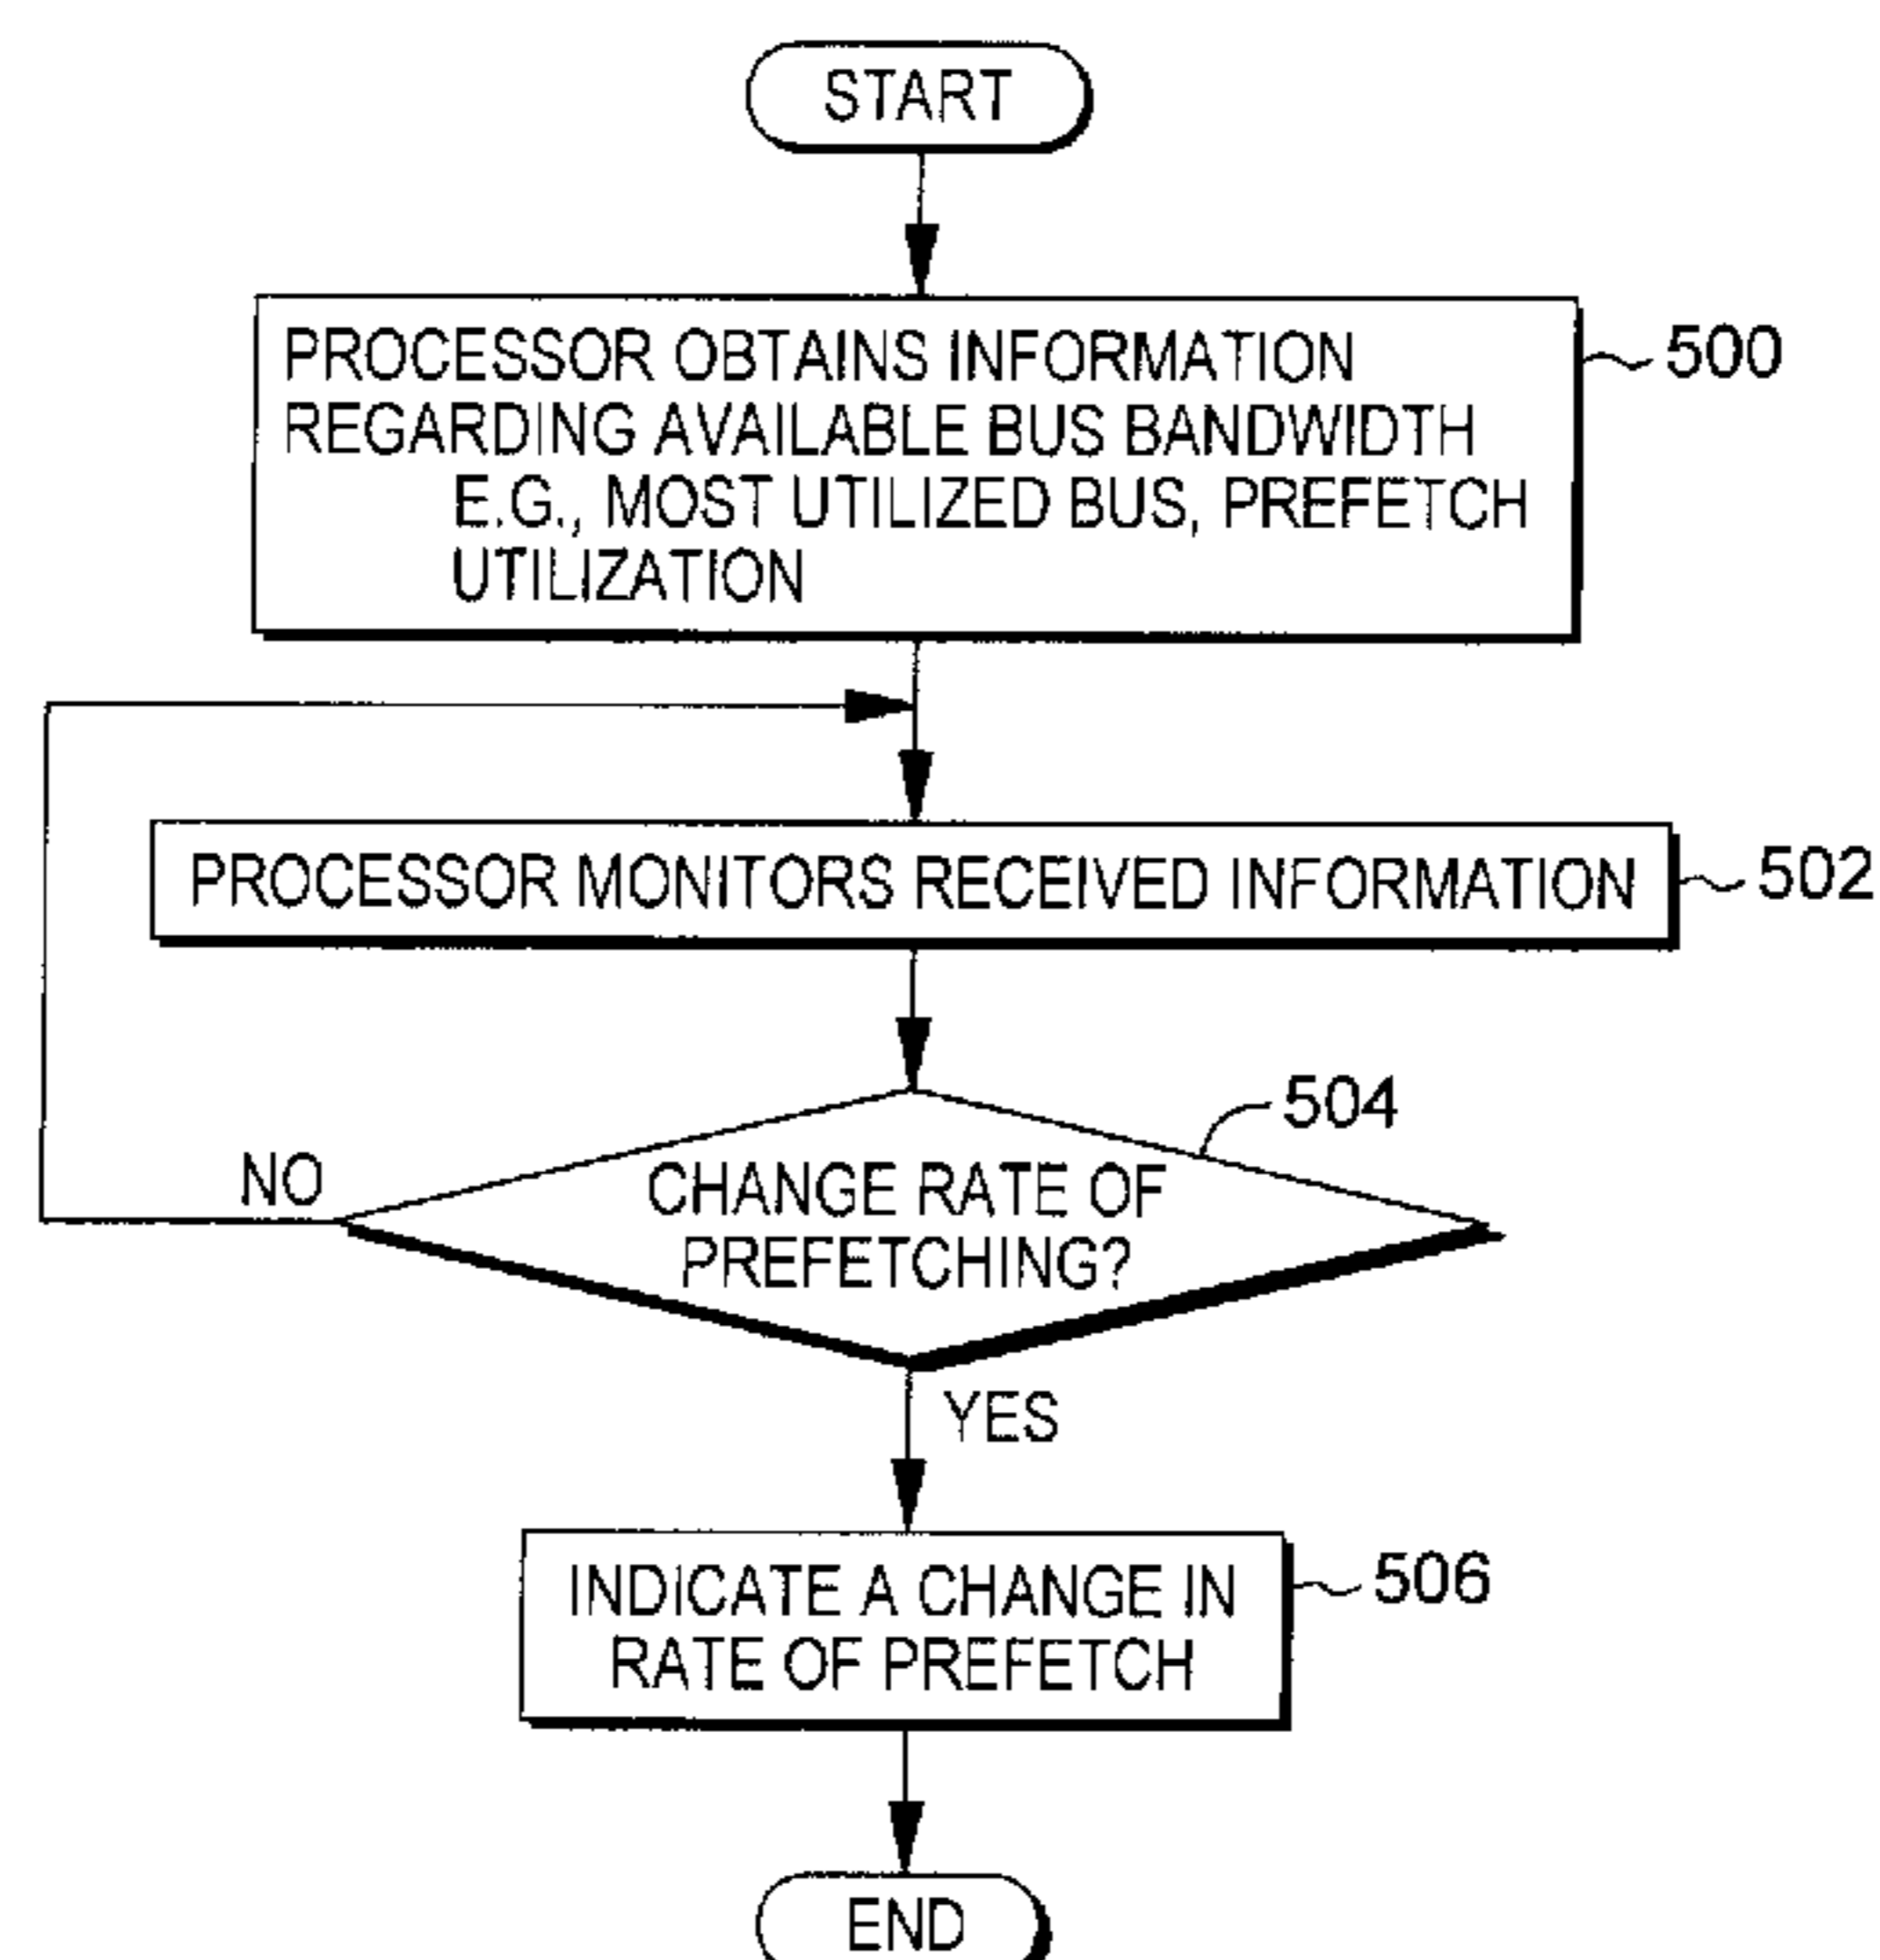 START
PROCESSOR OBTAINS INFORMATION
REGARDING AVAILABLE BUS BANDWIDTH
E.G., MOST UTILIZED BUS, PREFETCH
UTILIZATION
500
PROCESSOR MONITORS RECEIVED INFORMATION
502
504
CHANGE RATE OF
PREFETCHING?
NO
YES
INDICATE A CHANGE IN
RATE OF PREFETCH
506
END